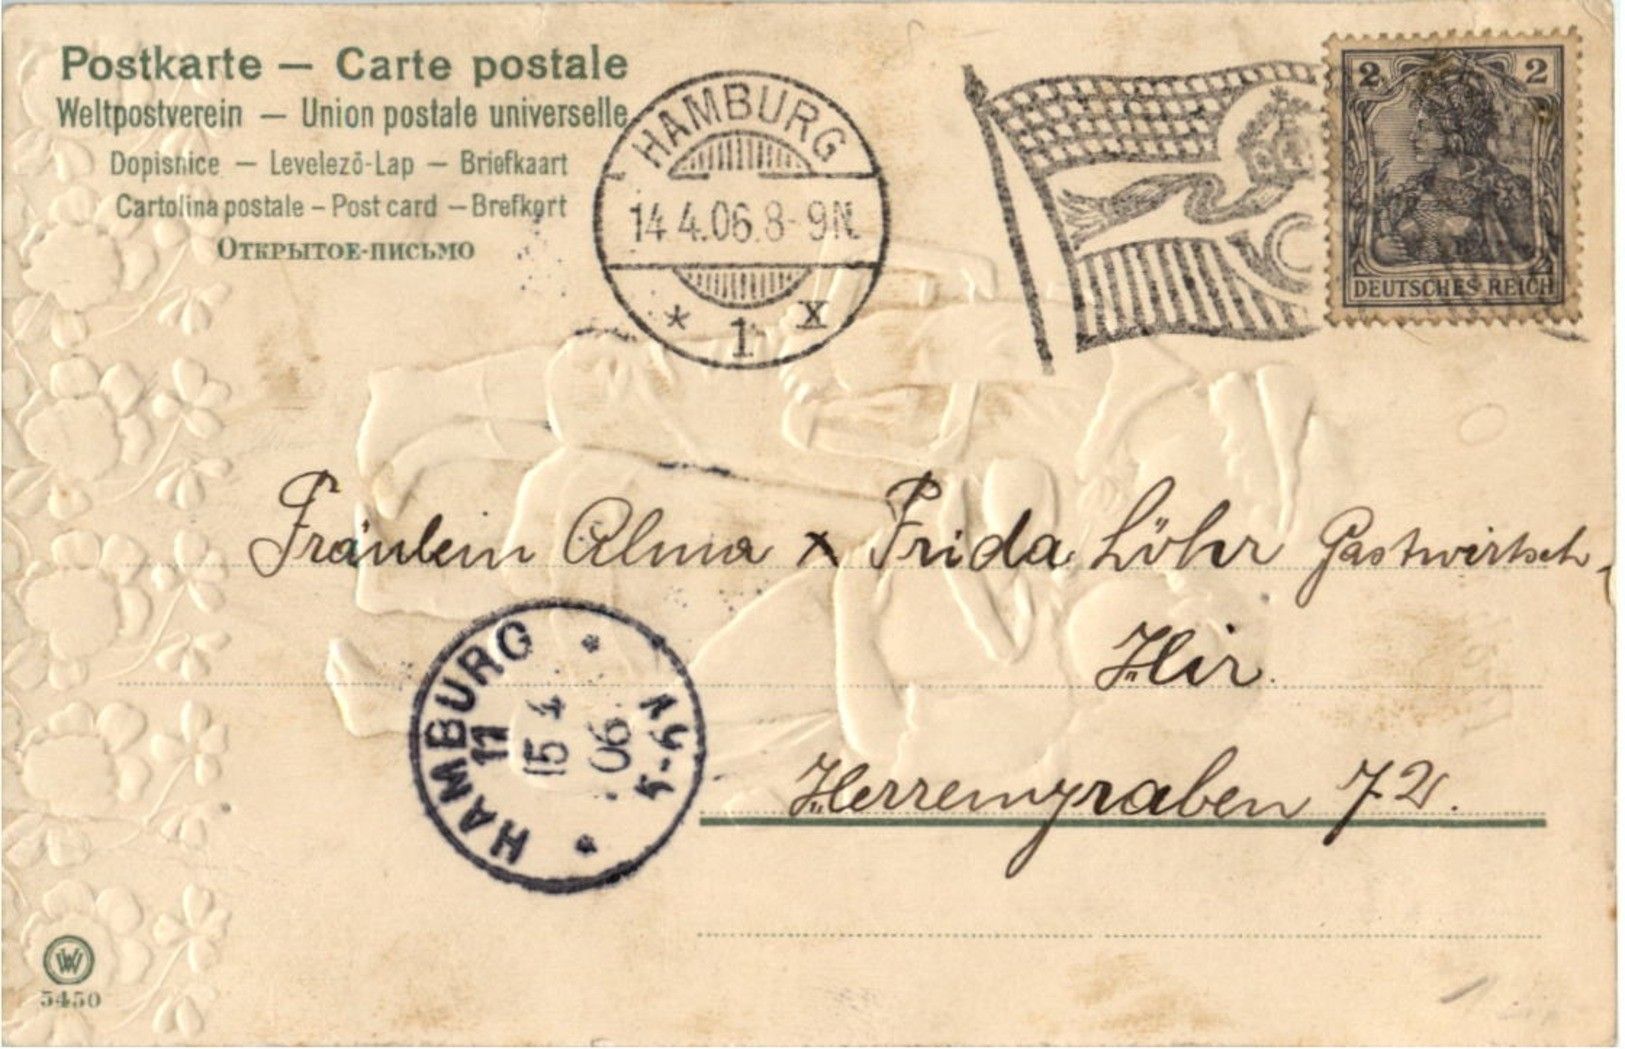 Postkarte — Carte postale
Weltpostverein — Union postale universelle
Dopisnice — Levelező-Lap — Briefkaart
Cartolina postale – Post card – Brefkort
Открытое-письмо
HAMBURG
14.4.06.8-9N.
* 1 x
2 2
DEUTSCHES REICH
Fräulein Alma x Frida Löhr Gastwirtsch.
Hir.
Herrengraben 72.
HAMBURG
11
15 4
06.
5-6N
* *
W
5450